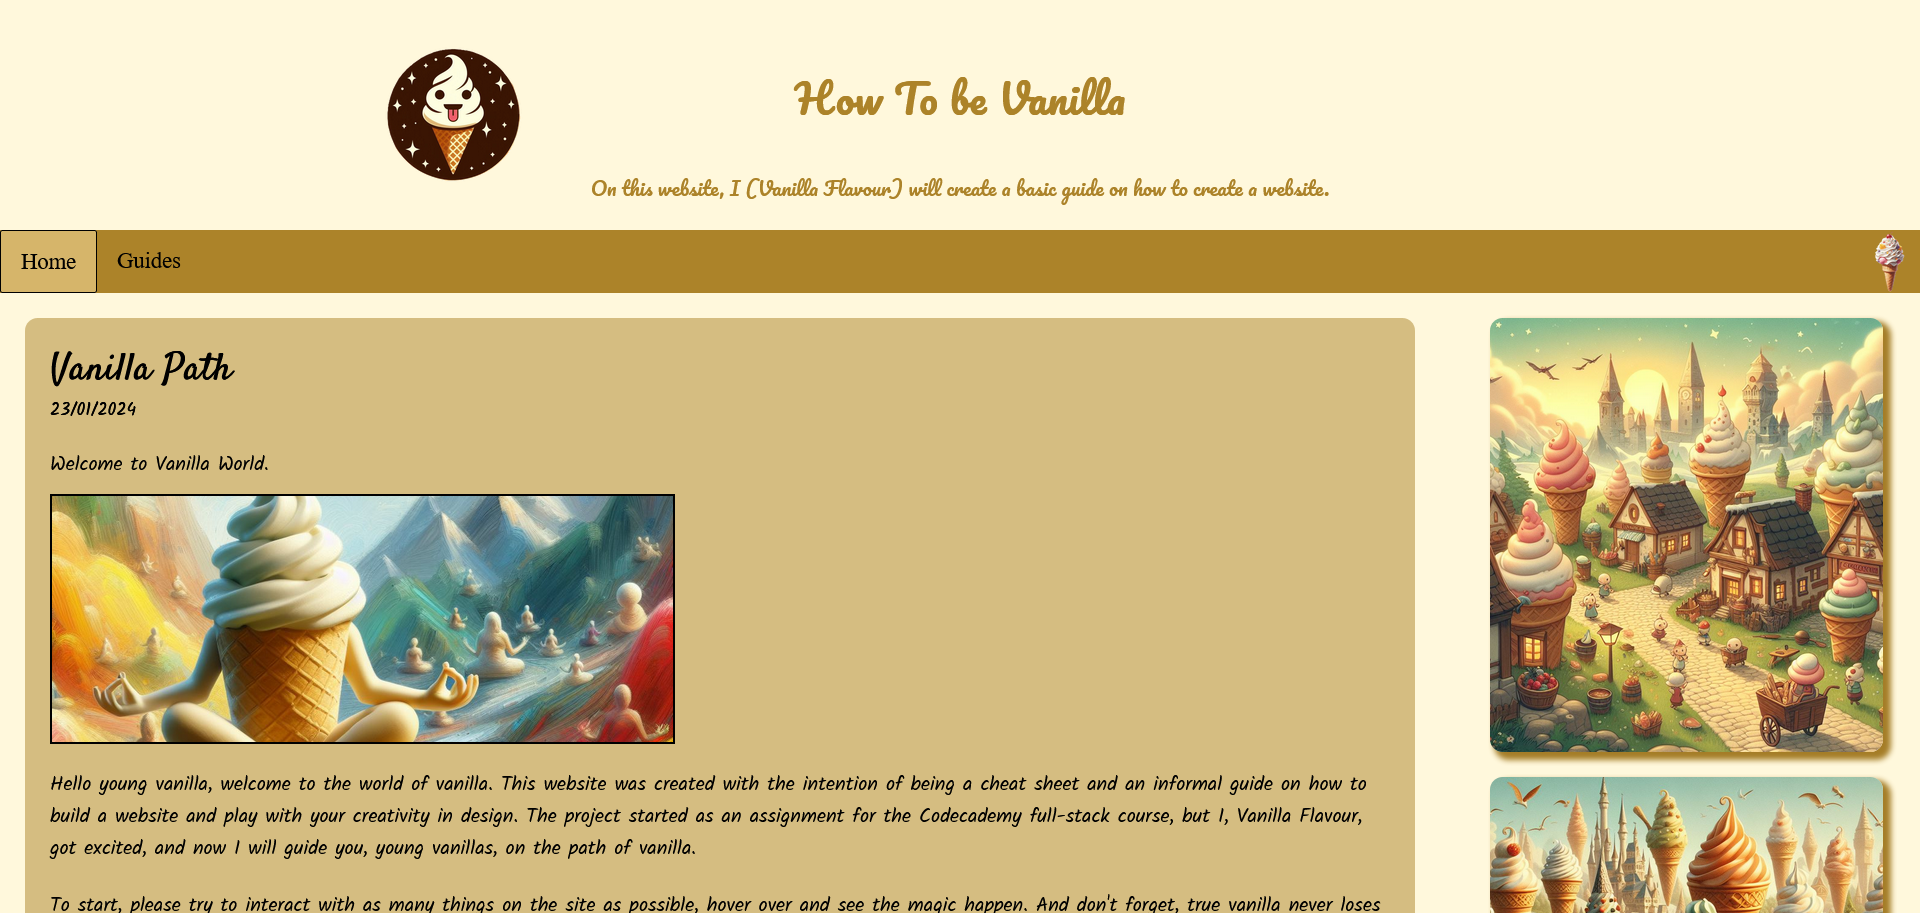 How To be Vanilla
On this website, I (Vanilla Flavour) will create a basic guide on how to create a website.
Home
Guides
Vanilla Path
23/01/2024
Welcome to Vanilla World.
Hello young vanilla, welcome to the world of vanilla. This website was created with the intention of being a cheat sheet and an informal guide on how to
build a website and play with your creativity in design. The project started as an assignment for the Codecademy full-stack course, but I, Vanilla Flavour,
got excited, and now I will guide you, young vanillas, on the path of vanilla.
To start, please try to interact with as many things on the site as possible, hover over and see the magic happen. And don't forget, true vanilla never loses